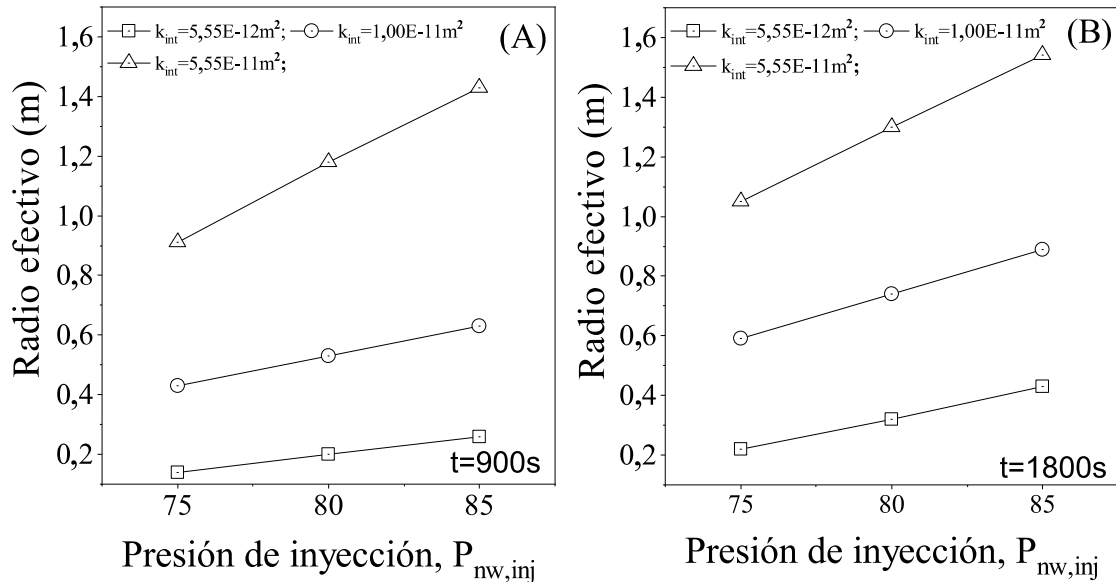 (A)
k_int=5,55E-12m²; k_int=1,00E-11m²
k_int=5,55E-11m²;
Radio efectivo (m)
1,6
1,4
1,2
1,0
0,8
0,6
0,4
0,2
t=900s
75 80 85
Presión de inyección, P_nw,inj
(B)
k_int=5,55E-12m²; k_int=1,00E-11m²
k_int=5,55E-11m²;
Radio efectivo (m)
1,6
1,4
1,2
1,0
0,8
0,6
0,4
0,2
t=1800s
75 80 85
Presión de inyección, P_nw,inj